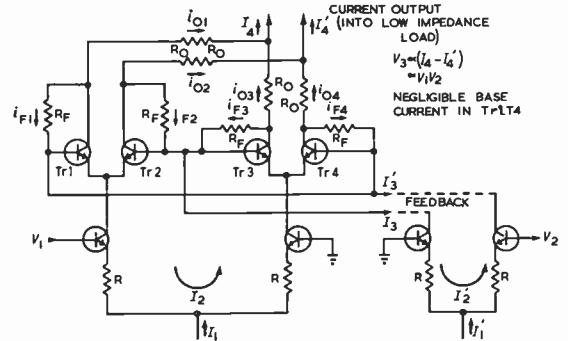 CURRENT OUTPUT
(INTO LOW IMPEDANCE
LOAD)
V3∝(I4−I4′)
∝V1V2
NEGLIGIBLE BASE
CURRENT IN Tr1-T4
I4
I4′
iO1
RO
RO
iO2
RO
RO
iO3
iO4
iF1
RF
RF
F2
iF3
RF
iF4
RF
Tr1
Tr2
Tr3
Tr4
I3′
FEEDBACK
I3
V1
V2
R
R
R
R
I2
I2′
I1
I1′